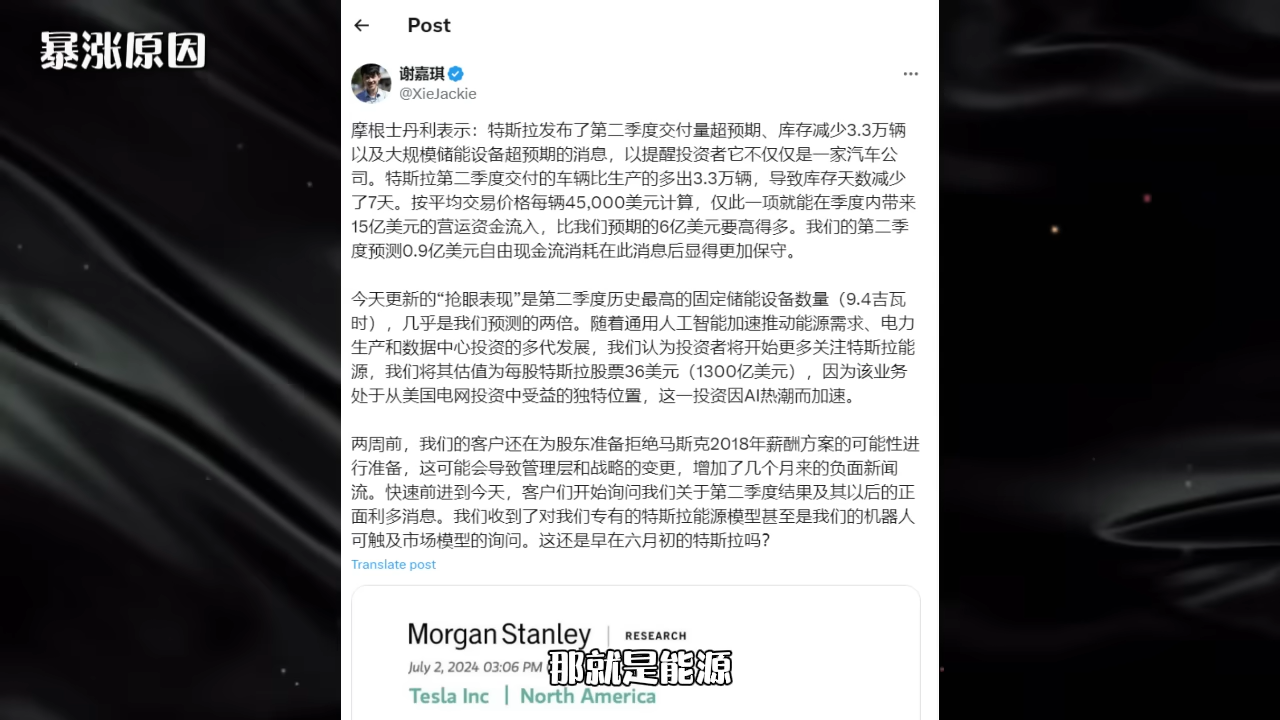 暴涨原因
Post
谢嘉琪
@XieJackie
摩根士丹利表示：特斯拉发布了第二季度交付量超预期、库存减少3.3万辆
以及大规模储能设备超预期的消息，以提醒投资者它不仅仅是一家汽车公
司。特斯拉第二季度交付的车辆比生产的多出3.3万辆，导致库存天数减少
了7天。按平均交易价格每辆45,000美元计算，仅此一项就能在季度内带来
15亿美元的营运资金流入，比我们预期的6亿美元要高得多。我们的第二季
度预测0.9亿美元自由现金流消耗在此消息后显得更加保守。
今天更新的“抢眼表现”是第二季度历史最高的固定储能设备数量（9.4吉瓦
时），几乎是我们预测的两倍。随着通用人工智能加速推动能源需求、电力
生产和数据中心投资的多代发展，我们认为投资者将开始更多关注特斯拉能
源，我们将其估值为每股特斯拉股票36美元（1300亿美元），因为该业务
处于从美国电网投资中受益的独特位置，这一投资因AI热潮而加速。
两周前，我们的客户还在为股东准备拒绝马斯克2018年薪酬方案的可能性进
行准备，这可能会导致管理层和战略的变更，增加了几个月来的负面新闻
流。快速前进到今天，客户们开始询问我们关于第二季度结果及其以后的正
面利多消息。我们收到了对我们专有的特斯拉能源模型甚至是我们的机器人
可触及市场模型的询问。这还是早在六月初的特斯拉吗？
Translate post
Morgan Stanley | RESEARCH
July 2, 2024 03:06 PM
那就是能源
Tesla Inc | North America